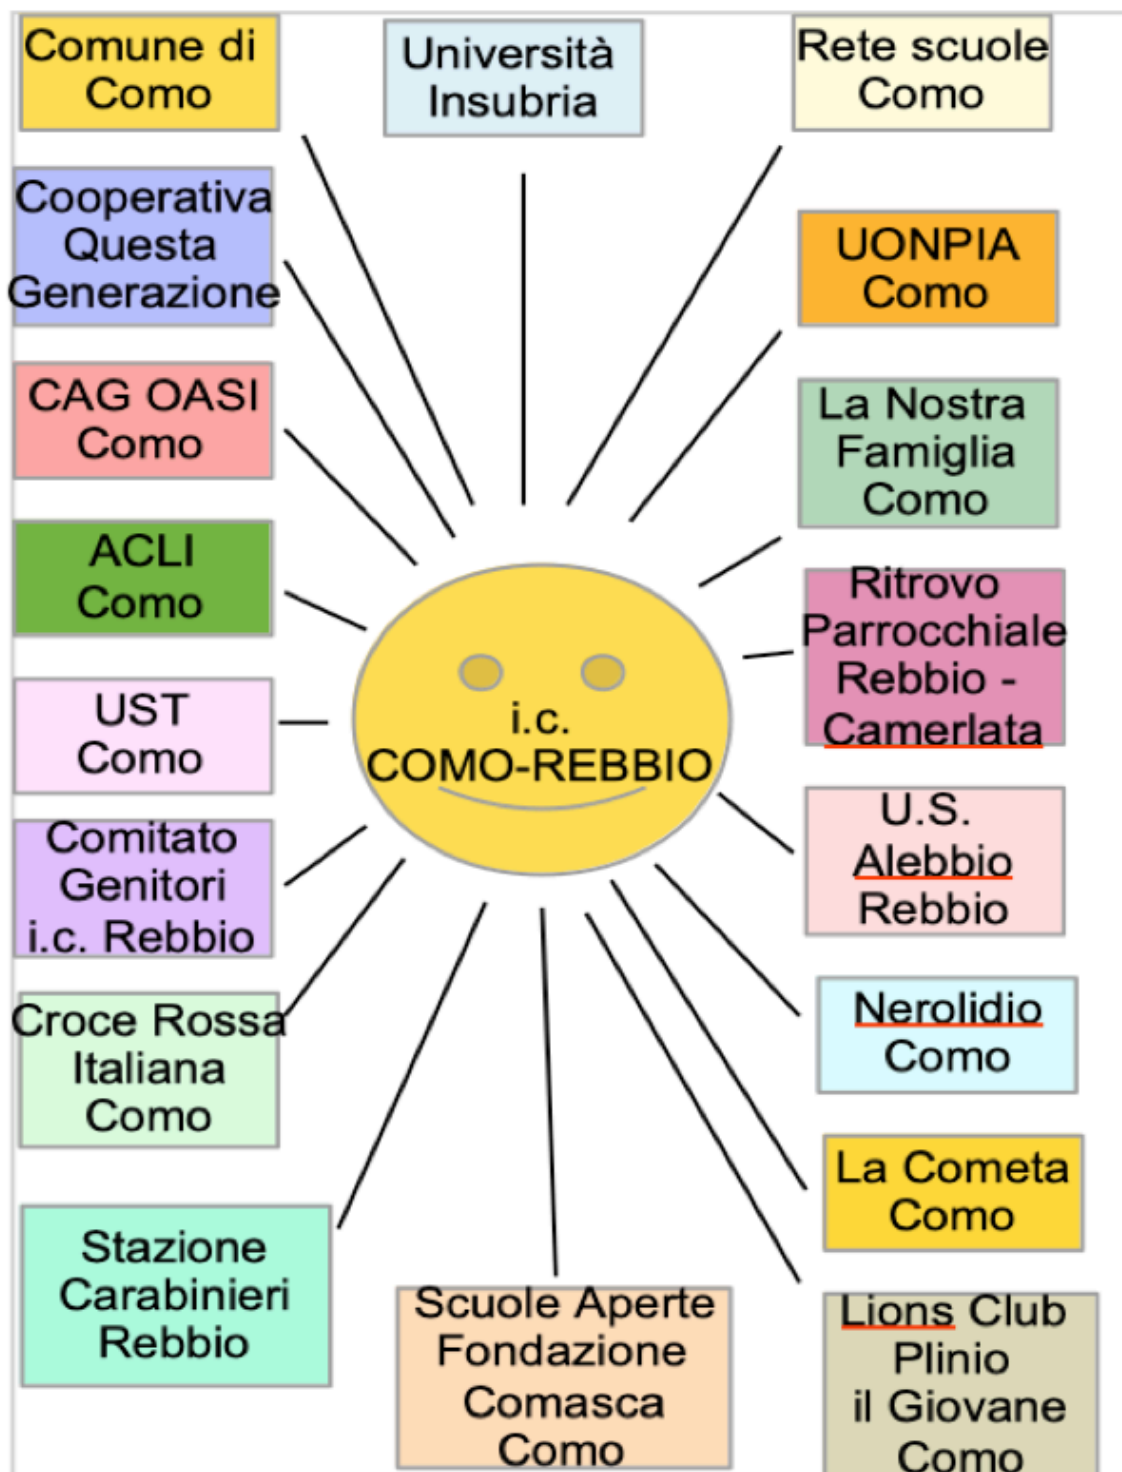 Comune di
Como
Università
Insubria
Rete scuole
Como
Cooperativa
Questa
Generazione
UONPIA
Como
CAG OASI
Como
La Nostra
Famiglia
Como
ACLI
Como
Ritrovo
Parrocchiale
Rebbio -
Camerlata
UST
Como
i.c.
COMO-REBBIO
Comitato
Genitori
i.c. Rebbio
U.S.
Alebbio
Rebbio
Croce Rossa
Italiana
Como
Nerolidio
Como
La Cometa
Como
Stazione
Carabinieri
Rebbio
Scuole Aperte
Fondazione
Comasca
Como
Lions Club
Plinio
il Giovane
Como